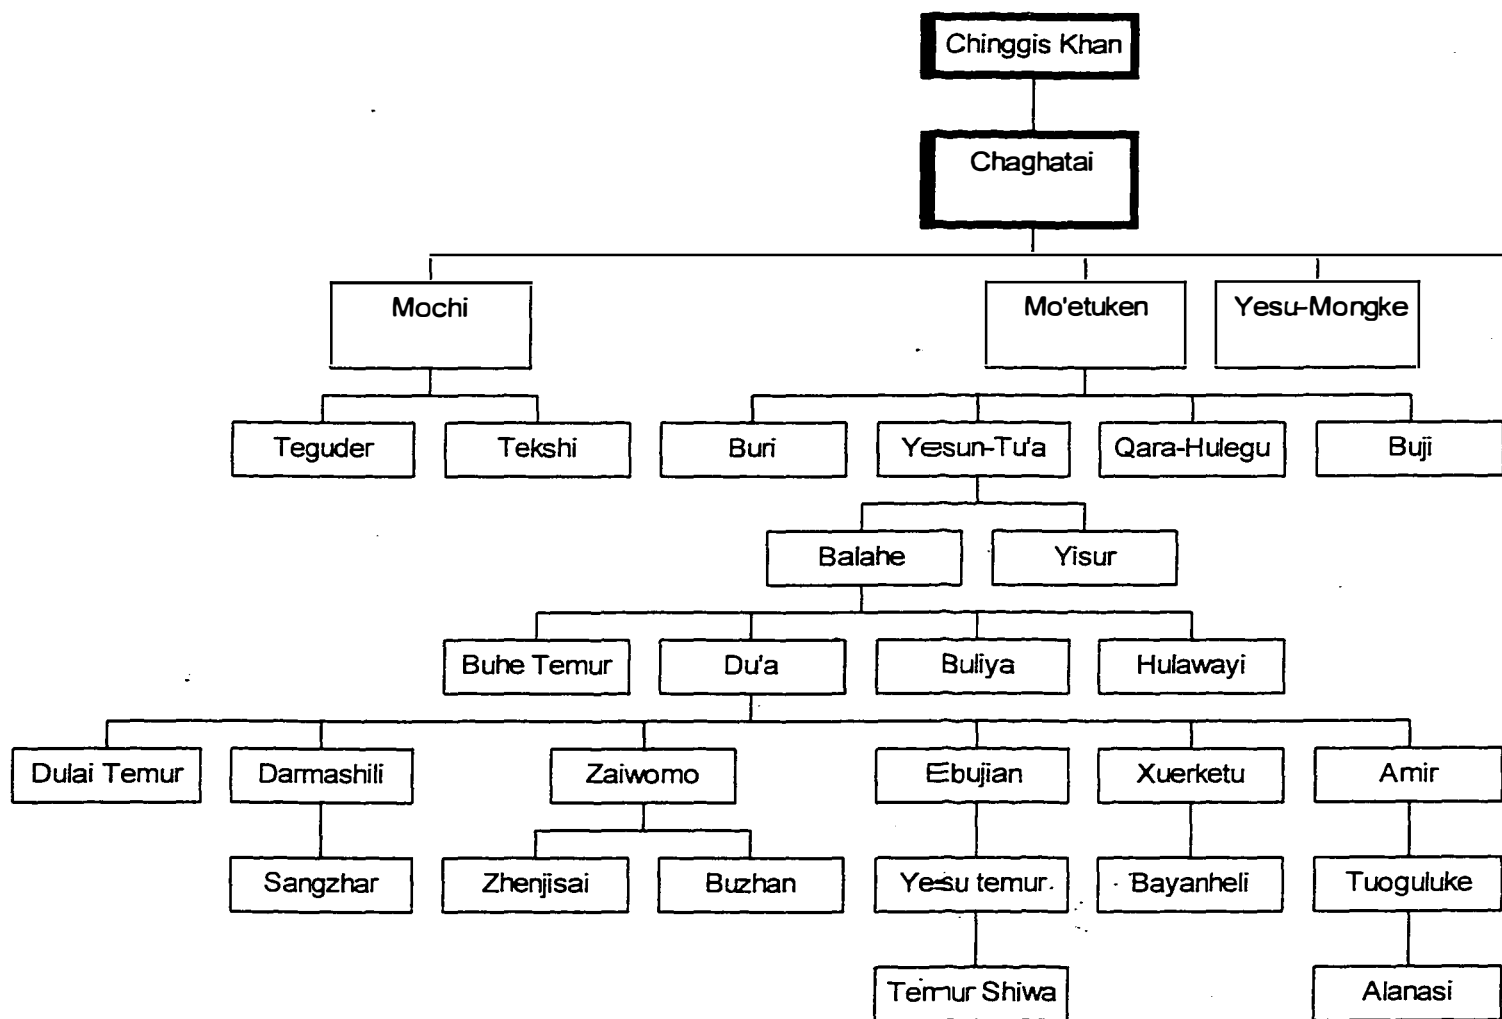 Chinggis Khan
Chaghatai
Mochi
Mo'etuken
Yesu-Mongke
Teguder
Tekshi
Buri
Yesun-Tu'a
Qara-Hulegu
Buji
Balahe
Yisur
Buhe Temur
Du'a
Buliya
Hulawayi
Dulai Temur
Darmashili
Zaiwomo
Ebujian
Xuerketu
Amir
Sangzhar
Zhenjisai
Buzhan
Yesu temur
Bayanheli
Tuoguluke
Temur Shiwa
Alanasi